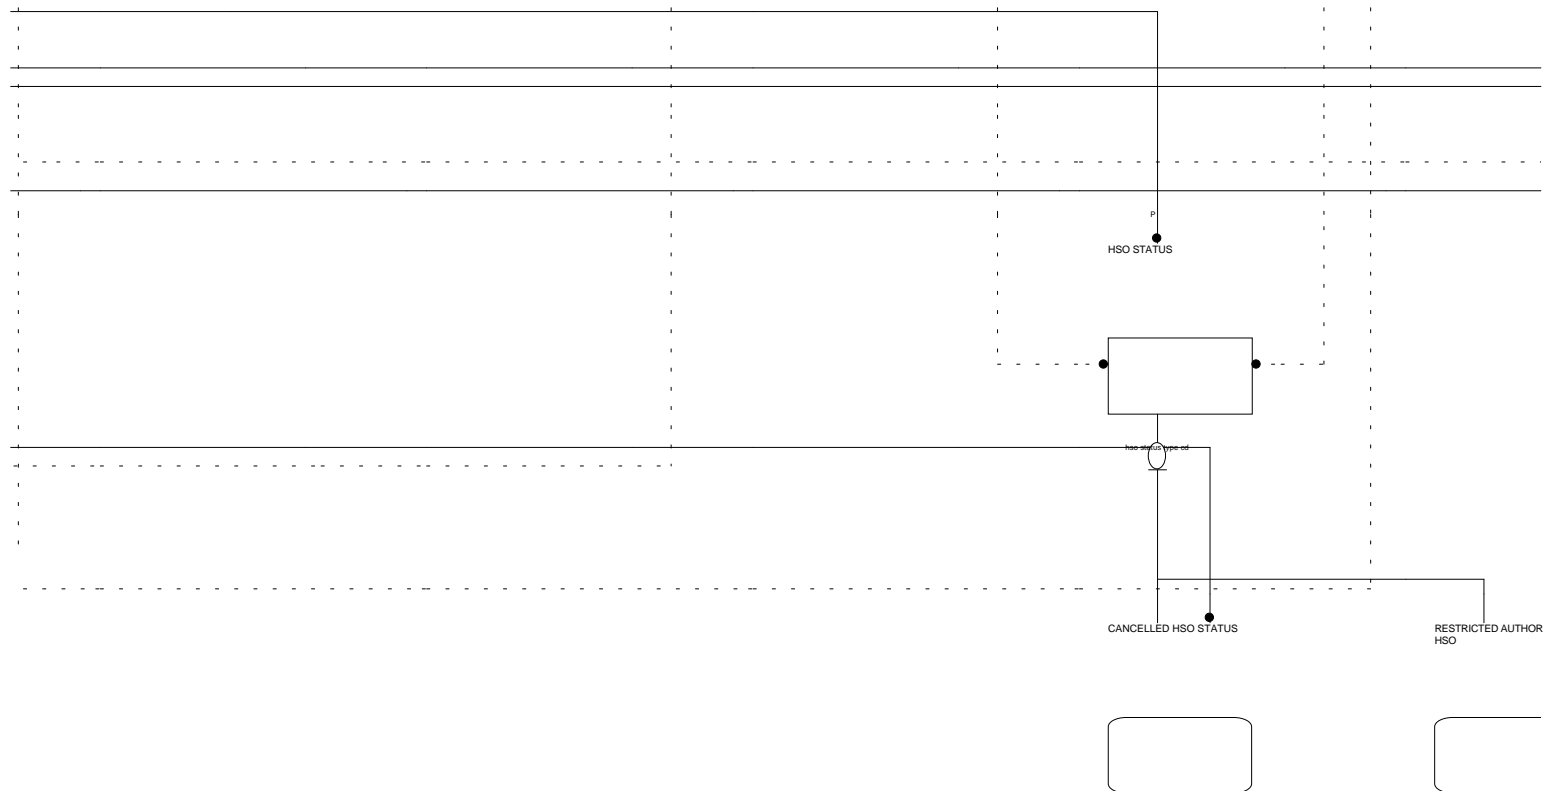 P
HSO STATUS
hso status type cd
CANCELLED HSO STATUS
RESTRICTED AUTHOR
HSO